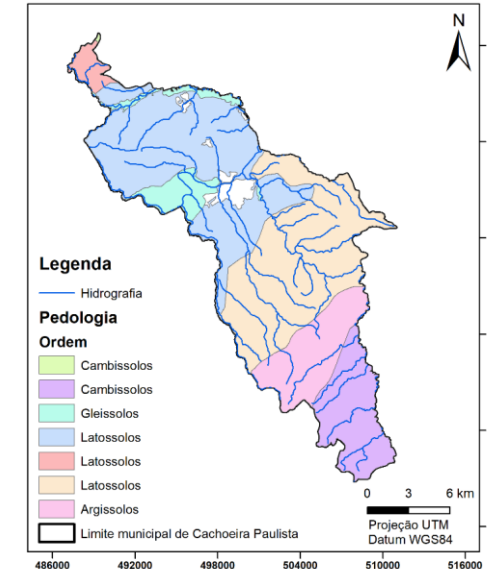 N
Legenda
Hidrografia
Pedologia
Ordem
Cambissolos
Cambissolos
Gleissolos
Latossolos
Latossolos
Latossolos
Argissolos
Limite municipal de Cachoeira Paulista
0 3 6 km
Projeção UTM
Datum WGS84
486000 492000 498000 504000 510000 516000